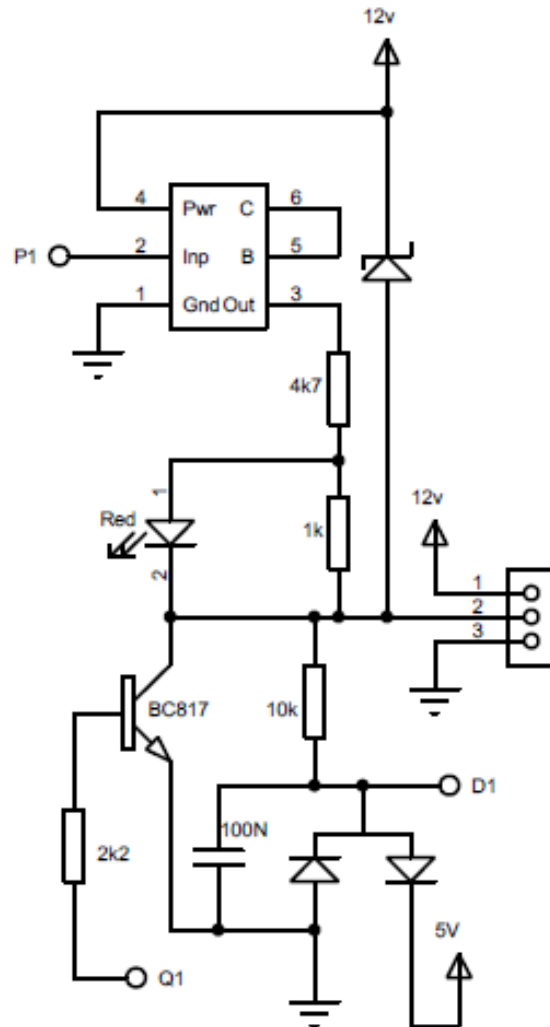 12v
4 Pwr C 6
P1 2 Inp B 5
1 Gnd Out 3
4k7
1
Red 1k 12v
2
1
2
3
BC817 10k
D1
100N
2k2
5V
Q1